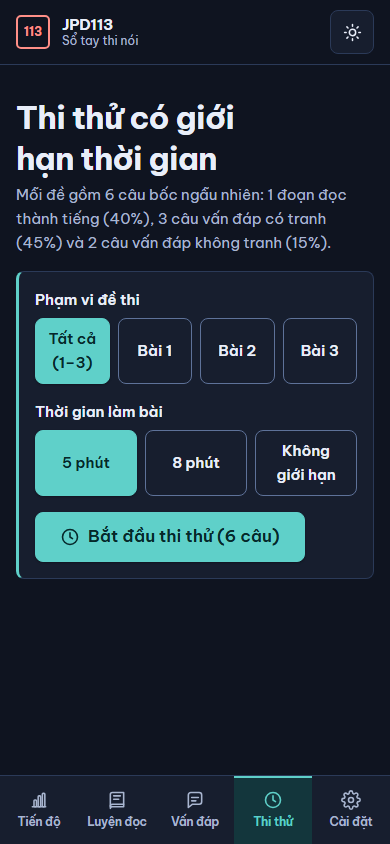 113
JPD113
Sổ tay thi nói
Thi thử có giới
hạn thời gian
Mỗi đề gồm 6 câu bốc ngẫu nhiên: 1 đoạn đọc
thành tiếng (40%), 3 câu vấn đáp có tranh
(45%) và 2 câu vấn đáp không tranh (15%).
Phạm vi đề thi
Tất cả
(1–3)
Bài 1
Bài 2
Bài 3
Thời gian làm bài
5 phút
8 phút
Không
giới hạn
Bắt đầu thi thử (6 câu)
Tiến độ
Luyện đọc
Vấn đáp
Thi thử
Cài đặt